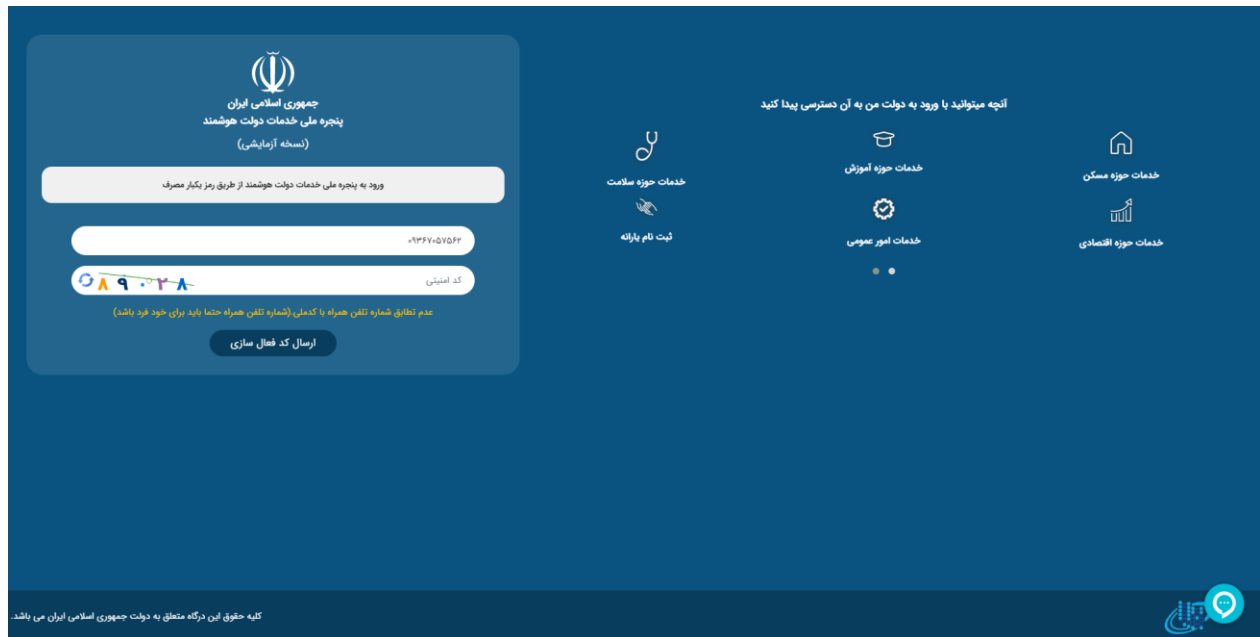 جمهوری اسلامی ایران
پنجره ملی خدمات دولت هوشمند
(نسخه آزمایشی)
ورود به پنجره ملی خدمات دولت هوشمند از طریق رمز یکبار مصرف
۰۹۳۶۷۰۵۷۵۶۲
کد امنیتی
۸۹۰۲۸
عدم تطابق شماره تلفن همراه با کدملی.(شماره تلفن همراه حتما باید برای خود فرد باشد)
ارسال کد فعال سازی
آنچه میتوانید با ورود به دولت من به آن دسترسی پیدا کنید
خدمات حوزه مسکن
خدمات حوزه آموزش
خدمات حوزه سلامت
خدمات حوزه اقتصادی
خدمات امور عمومی
ثبت نام یارانه
کلیه حقوق این درگاه متعلق به دولت جمهوری اسلامی ایران می باشد.